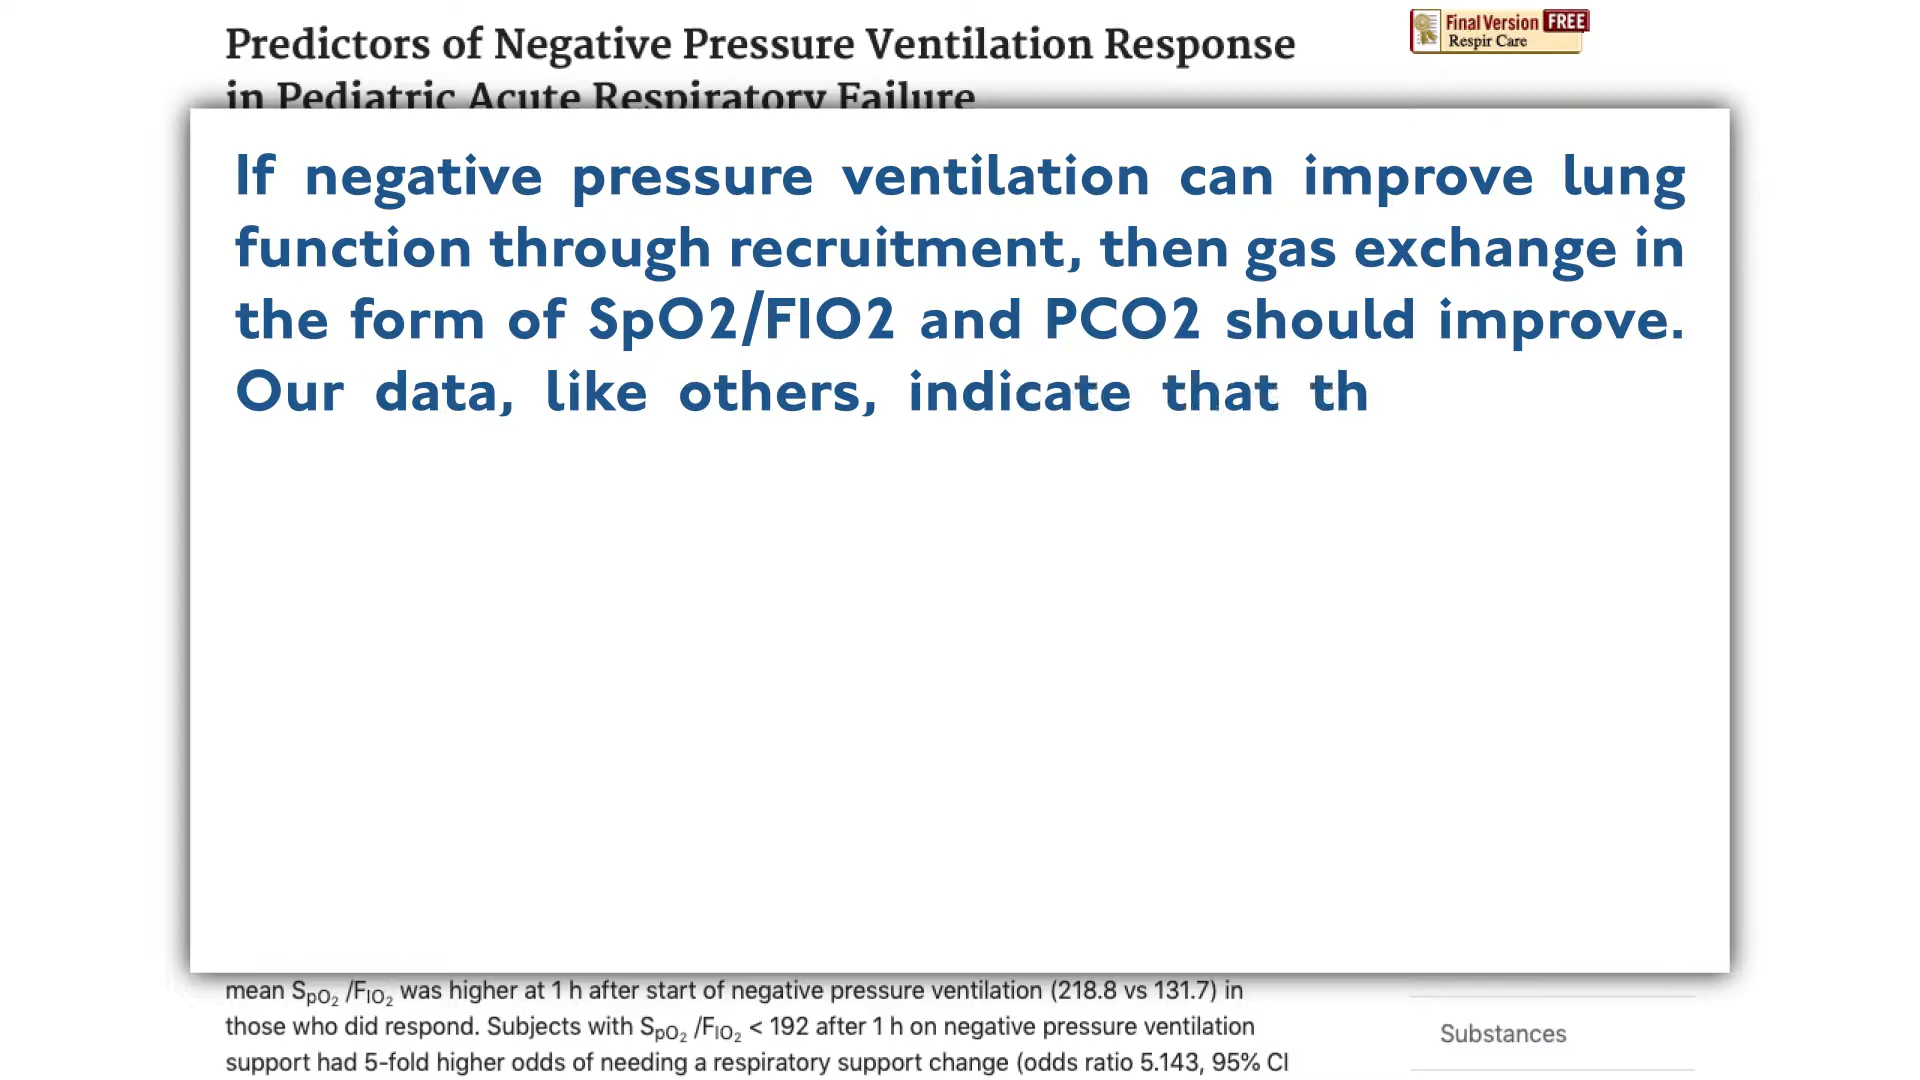 Predictors of Negative Pressure Ventilation Response
in Pediatric Acute Respiratory Failure
Final Version FREE
Respir Care
If negative pressure ventilation can improve lung
function through recruitment, then gas exchange in
the form of SpO2/FIO2 and PCO2 should improve.
Our data, like others, indicate that th
mean SpO2 /FIO2 was higher at 1 h after start of negative pressure ventilation (218.8 vs 131.7) in
those who did respond. Subjects with SpO2 /FIO2 < 192 after 1 h on negative pressure ventilation
support had 5-fold higher odds of needing a respiratory support change (odds ratio 5.143, 95% CI
Substances